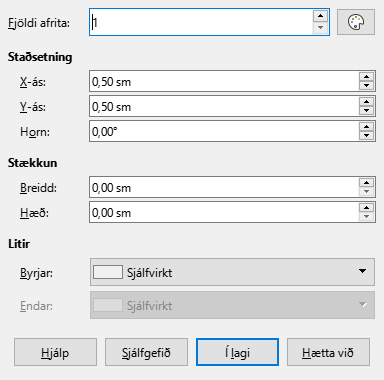 Fjöldi afrita: 1
Staðsetning
X-ás: 0,50 sm
Y-ás: 0,50 sm
Horn: 0,00°
Stækkun
Breidd: 0,00 sm
Hæð: 0,00 sm
Litir
Byrjar: Sjálfvirkt
Endar: Sjálfvirkt
Hjálp Sjálfgefið Í lagi Hætta við